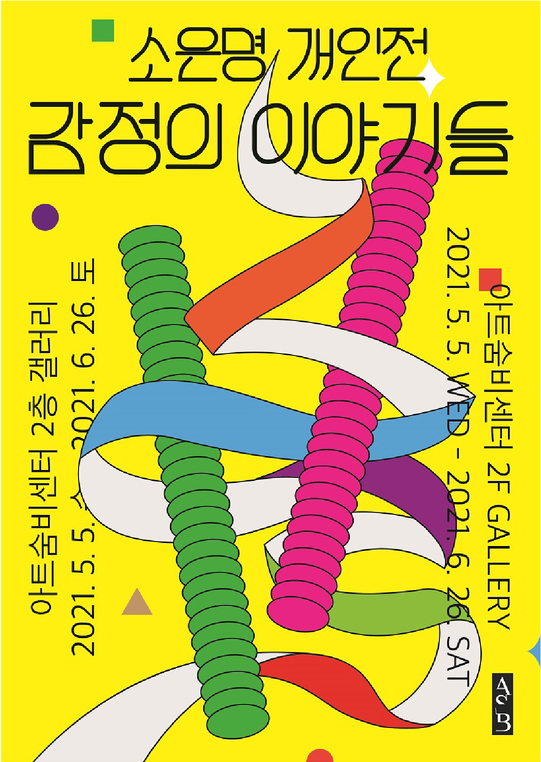 소은명 개인전
감정의 이야기들
아트숨비센터 2층 갤러리
2021. 5. 5. 수 2021. 6. 26. 토
아트숨비센터 2F GALLERY
2021. 5. 5. WED - 2021. 6. 26. SAT
A&B